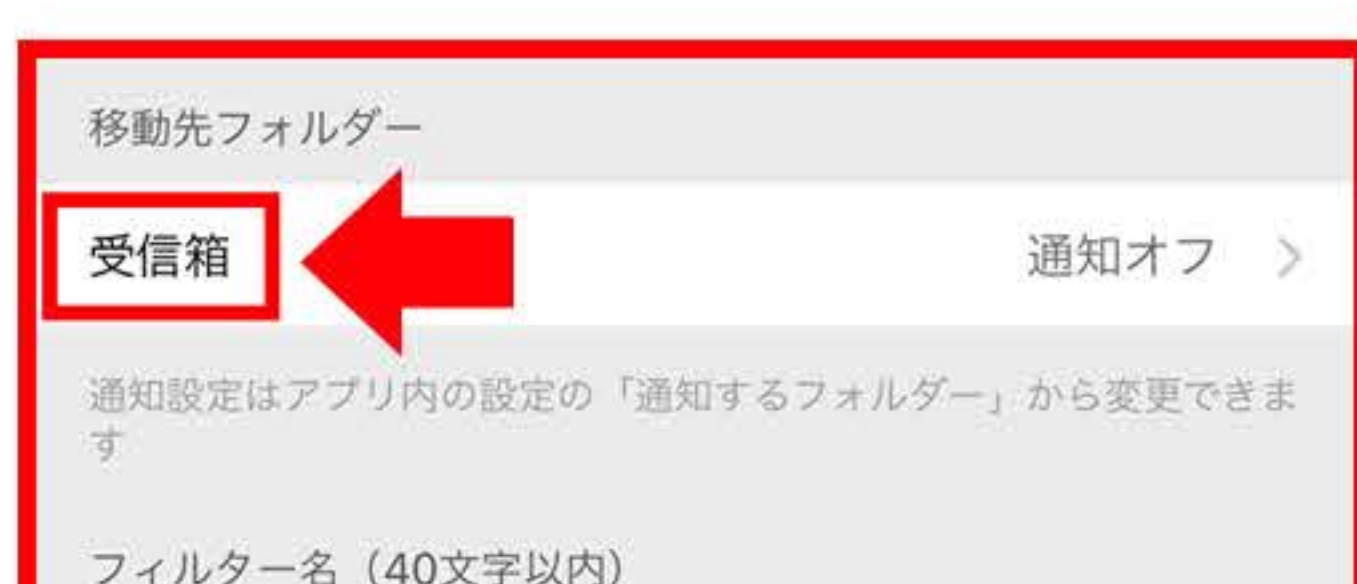 移動先フォルダー
受信箱
通知オフ
通知設定はアプリ内の設定の「通知するフォルダー」から変更できま
す
フィルター名（40文字以内）